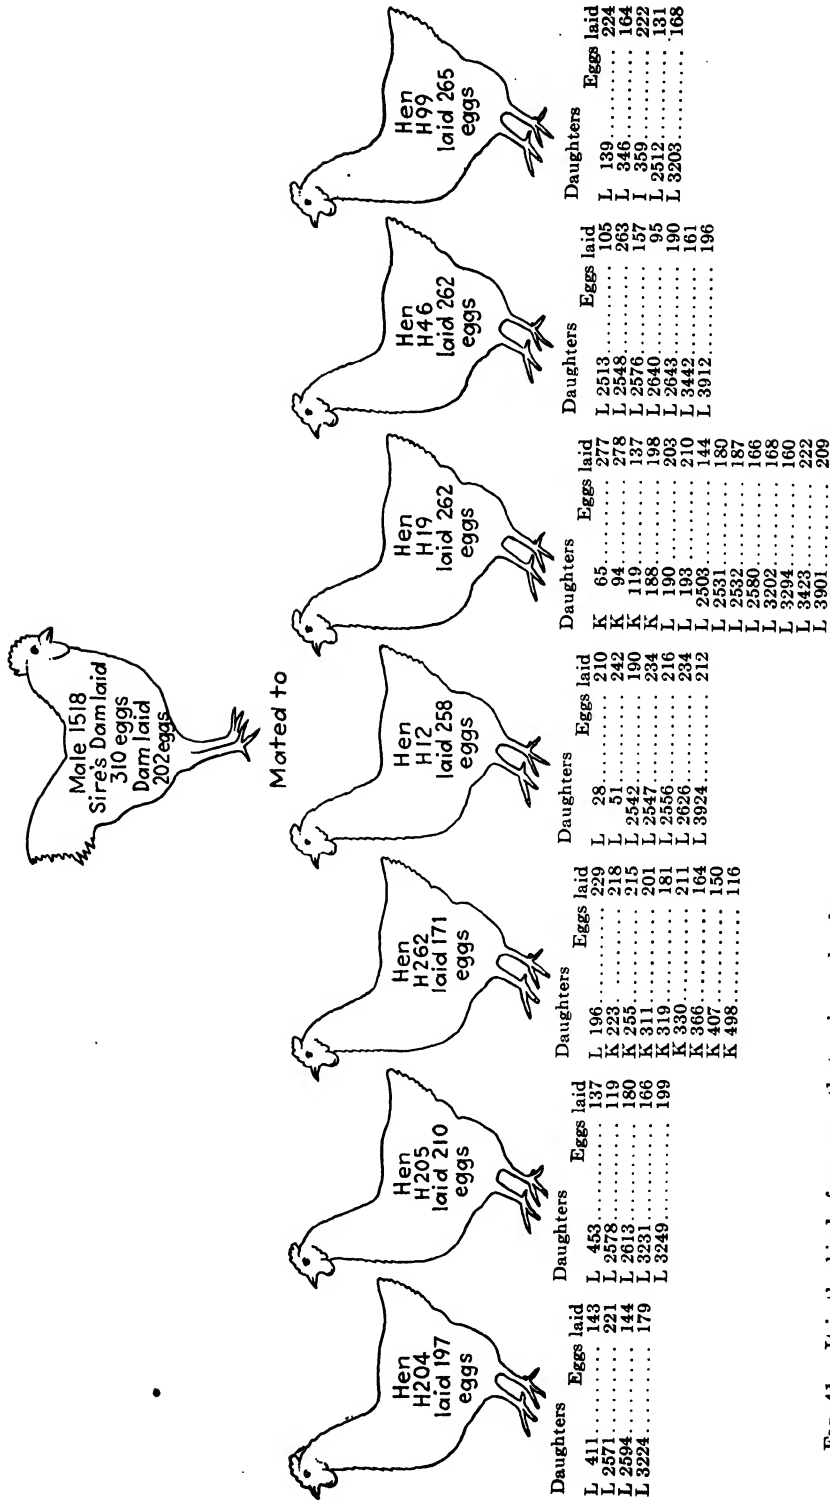 Male 1518
Sire's Dam laid
310 eggs
Dam laid
202 eggs
Mated to
Hen
H204
laid 197
eggs
Daughters Eggs laid
L 411 143
L 2571 221
L 2594 144
L 3224 179
Hen
H205
laid 210
eggs
Daughters Eggs laid
L 453 137
L 2578 119
L 2613 180
L 3231 166
L 3249 199
Hen
H262
laid 171
eggs
Daughters Eggs laid
L 196 229
K 223 218
K 255 215
K 311 201
K 319 181
K 330 211
K 366 164
K 407 150
K 498 116
Hen
H12
laid 258
eggs
Daughters Eggs laid
L 28 210
L 51 242
L 2542 190
L 2547 234
L 2556 216
L 2626 234
L 3924 212
Hen
H19
laid 262
eggs
Daughters Eggs laid
K 65 277
K 94 278
K 119 137
K 188 198
L 190 203
L 193 210
L 2503 144
L 2531 180
L 2532 187
L 2580 166
L 3202 168
L 3294 160
L 3423 222
L 3901 209
Hen
H46
laid 262
eggs
Daughters Eggs laid
L 2513 105
L 2548 263
L 2576 157
L 2640 95
L 2643 190
L 3442 161
L 3912 196
Hen
H99
laid 265
eggs
Daughters Eggs laid
L 139 224
L 346 164
I 359 222
L 2512 131
L 3203 168